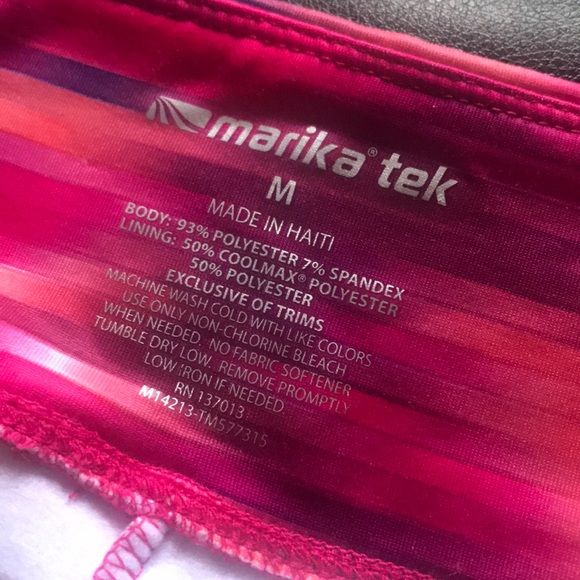 marika® tek
M
MADE IN HAITI
BODY: 93% POLYESTER 7% SPANDEX
LINING: 50% COOLMAX® POLYESTER
50% POLYESTER
EXCLUSIVE OF TRIMS
MACHINE WASH COLD WITH LIKE COLORS
USE ONLY NON-CHLORINE BLEACH
WHEN NEEDED. NO FABRIC SOFTENER
TUMBLE DRY LOW. REMOVE PROMPTLY
LOW IRON IF NEEDED.
RN 137013
M14213-TM577315